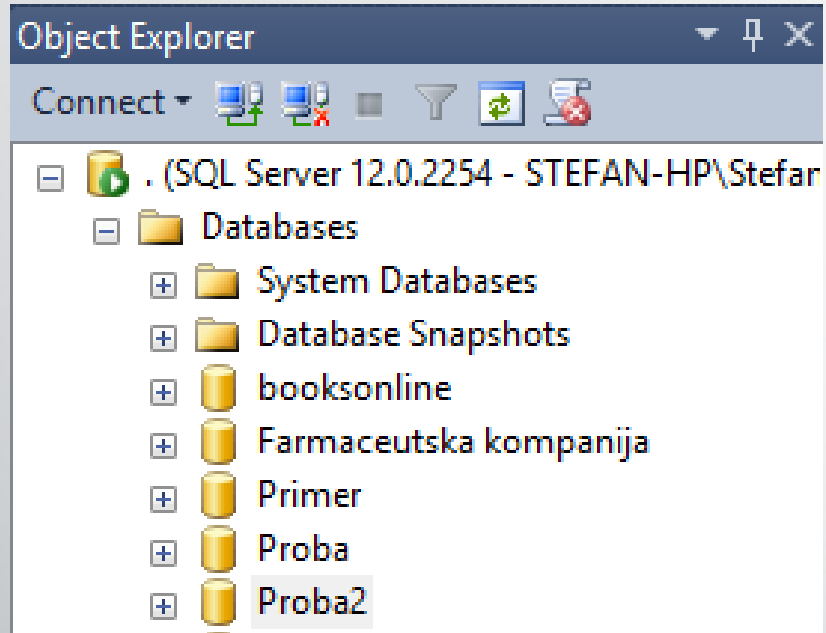 Object Explorer
Connect
. (SQL Server 12.0.2254 - STEFAN-HP\Stefan
Databases
System Databases
Database Snapshots
booksonline
Farmaceutska kompanija
Primer
Proba
Proba2